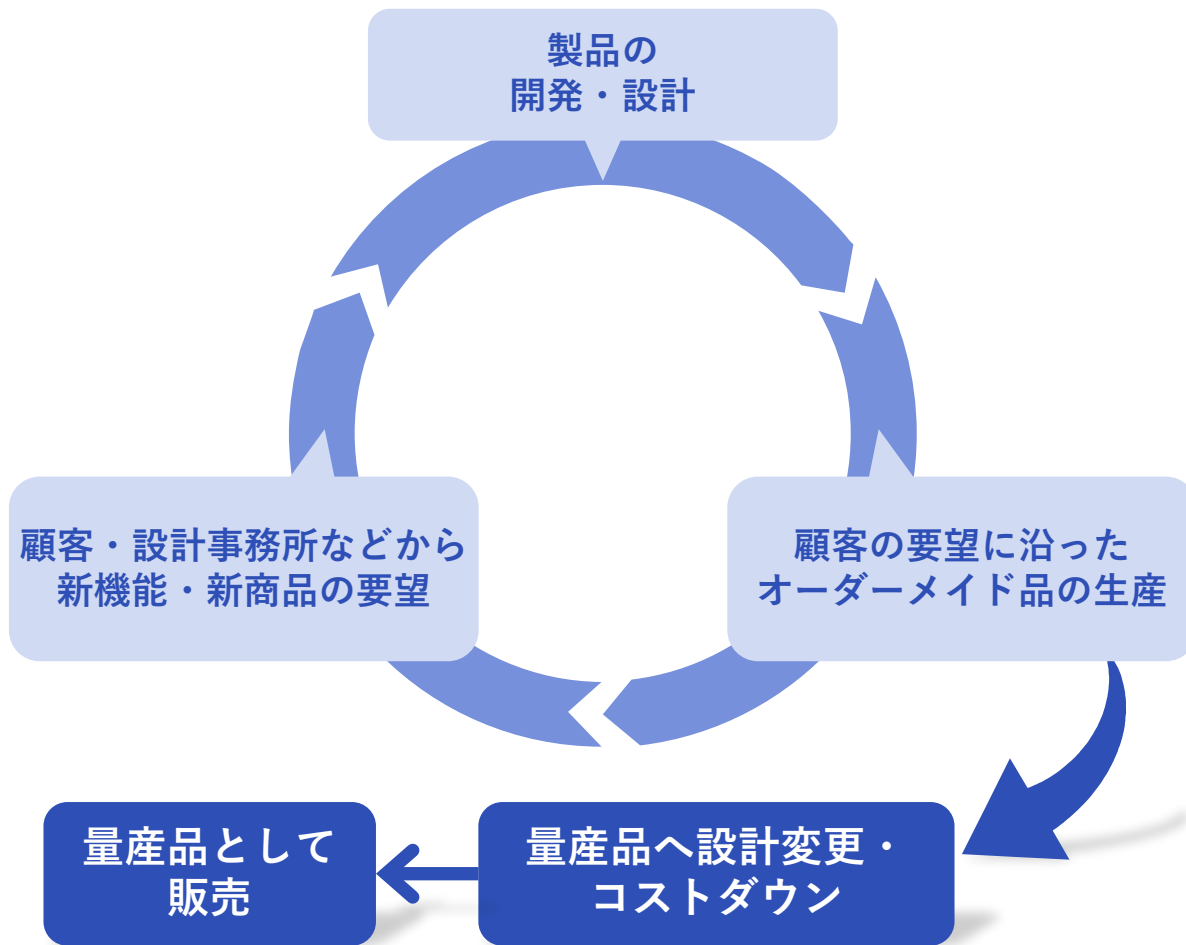 製品の
開発・設計
顧客・設計事務所などから
新機能・新商品の要望
顧客の要望に沿った
オーダーメイド品の生産
量産品として
販売
量産品へ設計変更・
コストダウン